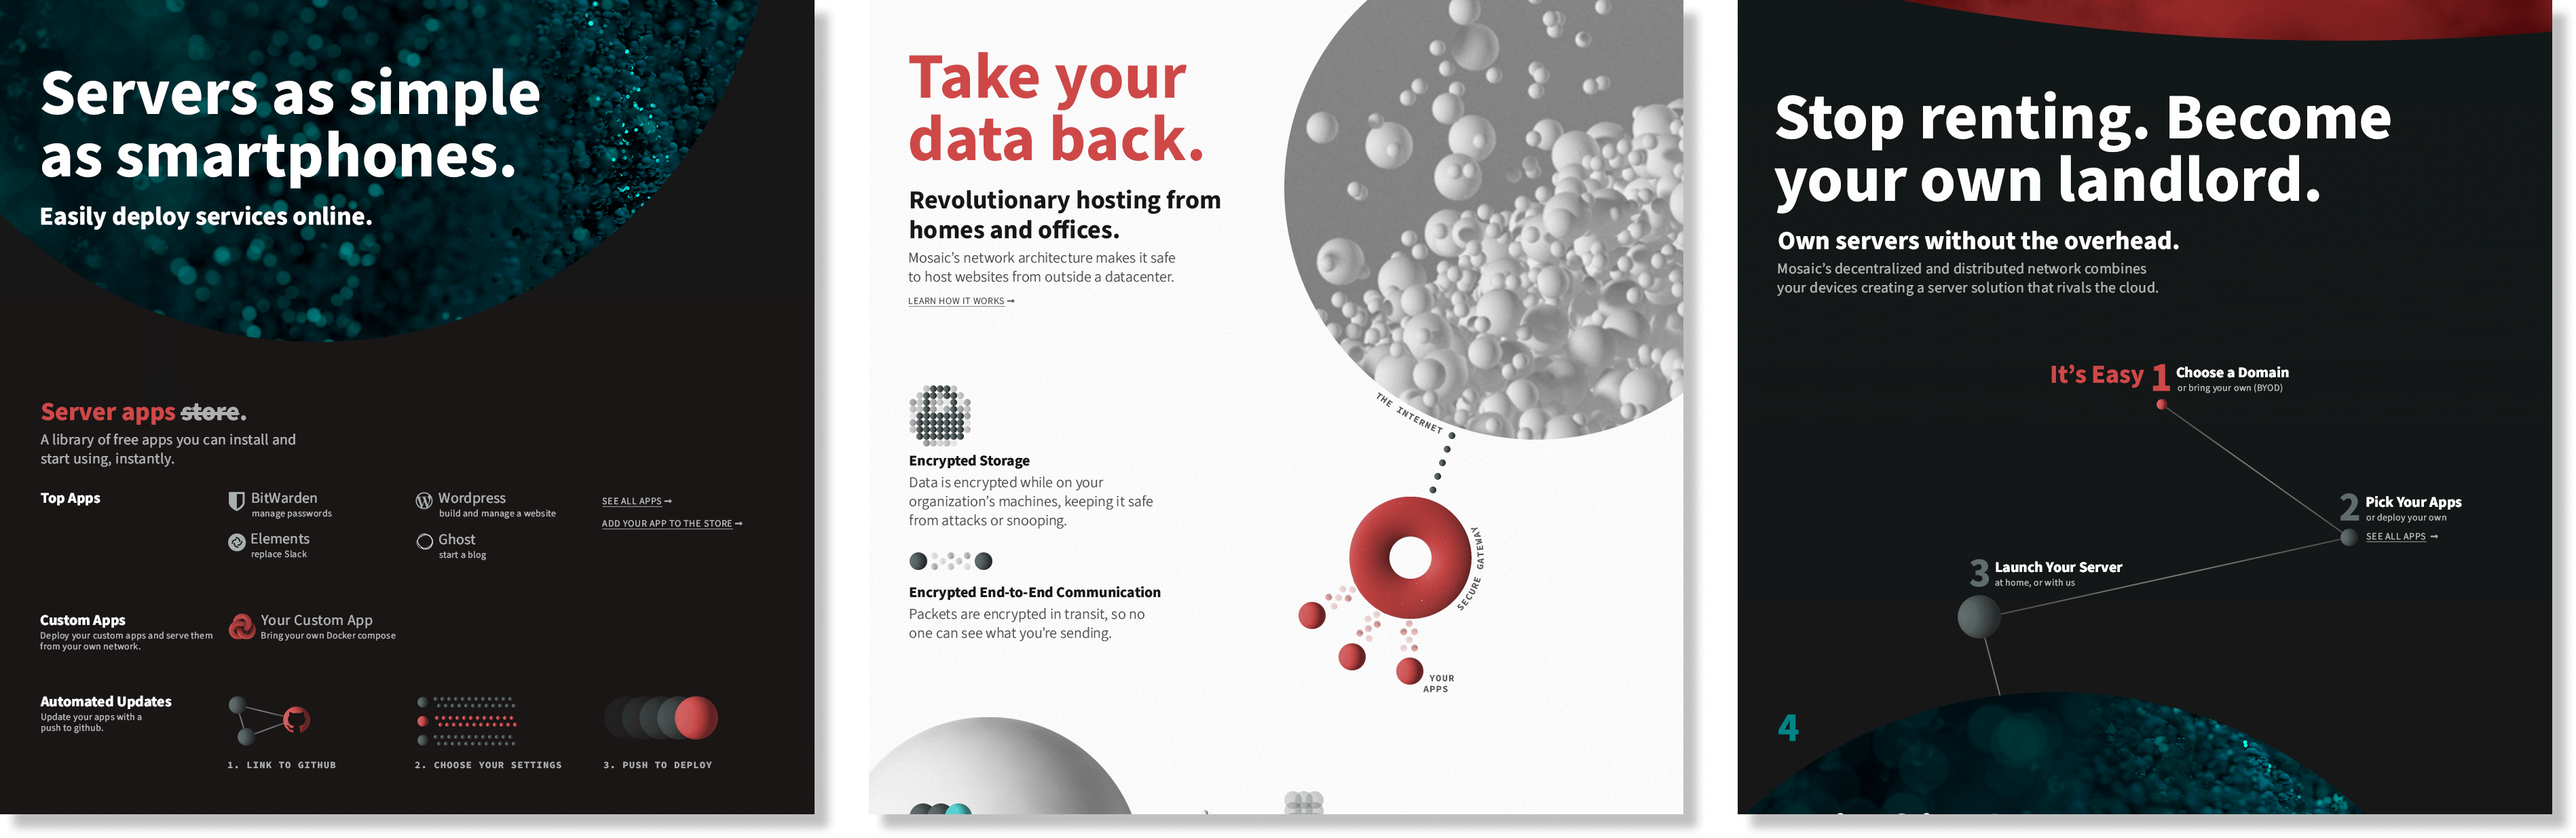 Servers as simple
as smartphones.
Easily deploy services online.
Server apps store.
A library of free apps you can install and
start using, instantly.
Top Apps
BitWarden
manage passwords
Elements
replace Slack
Wordpress
build and manage a website
Ghost
start a blog
SEE ALL APPS →
ADD YOUR APP TO THE STORE →
Custom Apps
Deploy your custom apps and serve them
from your own network.
Your Custom App
Bring your own Docker compose
Automated Updates
Update your apps with a
push to github.
1. LINK TO GITHUB
2. CHOOSE YOUR SETTINGS
3. PUSH TO DEPLOY
Take your
data back.
Revolutionary hosting from
homes and offices.
Mosaic’s network architecture makes it safe
to host websites from outside a datacenter.
LEARN HOW IT WORKS →
Encrypted Storage
Data is encrypted while on your
organization’s machines, keeping it safe
from attacks or snooping.
Encrypted End-to-End Communication
Packets are encrypted in transit, so no
one can see what you’re sending.
THE INTERNET
SECURE GATEWAY
YOUR
APPS
Stop renting. Become
your own landlord.
Own servers without the overhead.
Mosaic’s decentralized and distributed network combines
your devices creating a server solution that rivals the cloud.
It’s Easy
1 Choose a Domain
or bring your own (BYOD)
2 Pick Your Apps
or deploy your own
SEE ALL APPS →
3 Launch Your Server
at home, or with us
4